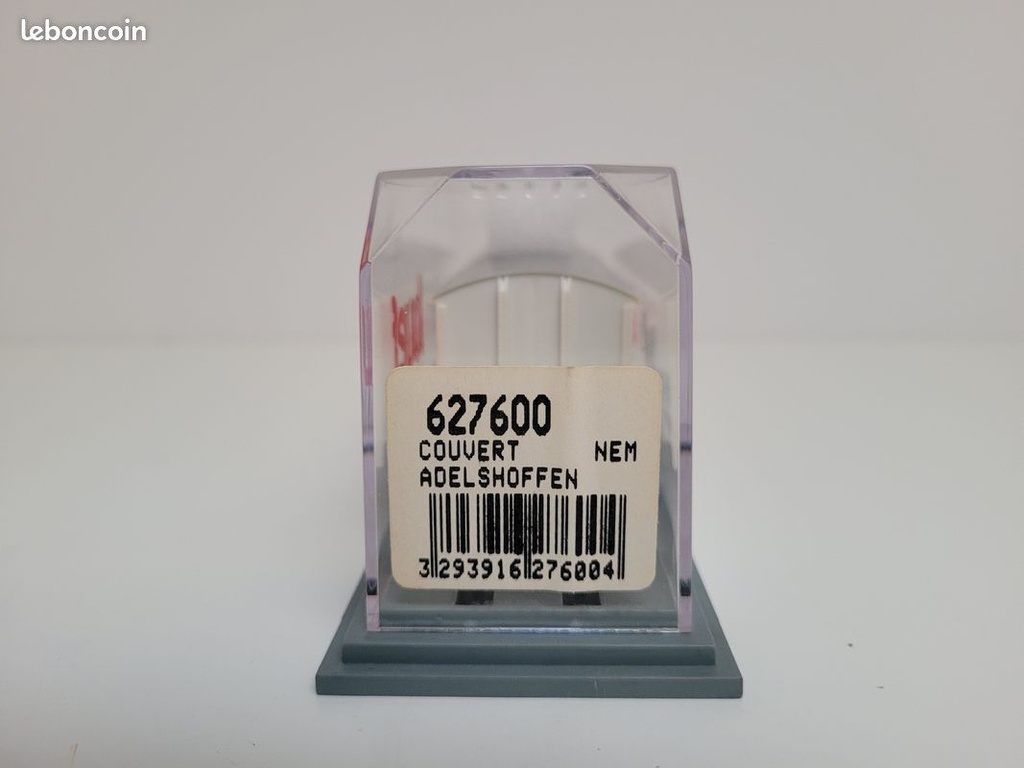 leboncoin
627600
COUVERT NEM
ADELSHOFFEN
3 293916 276004